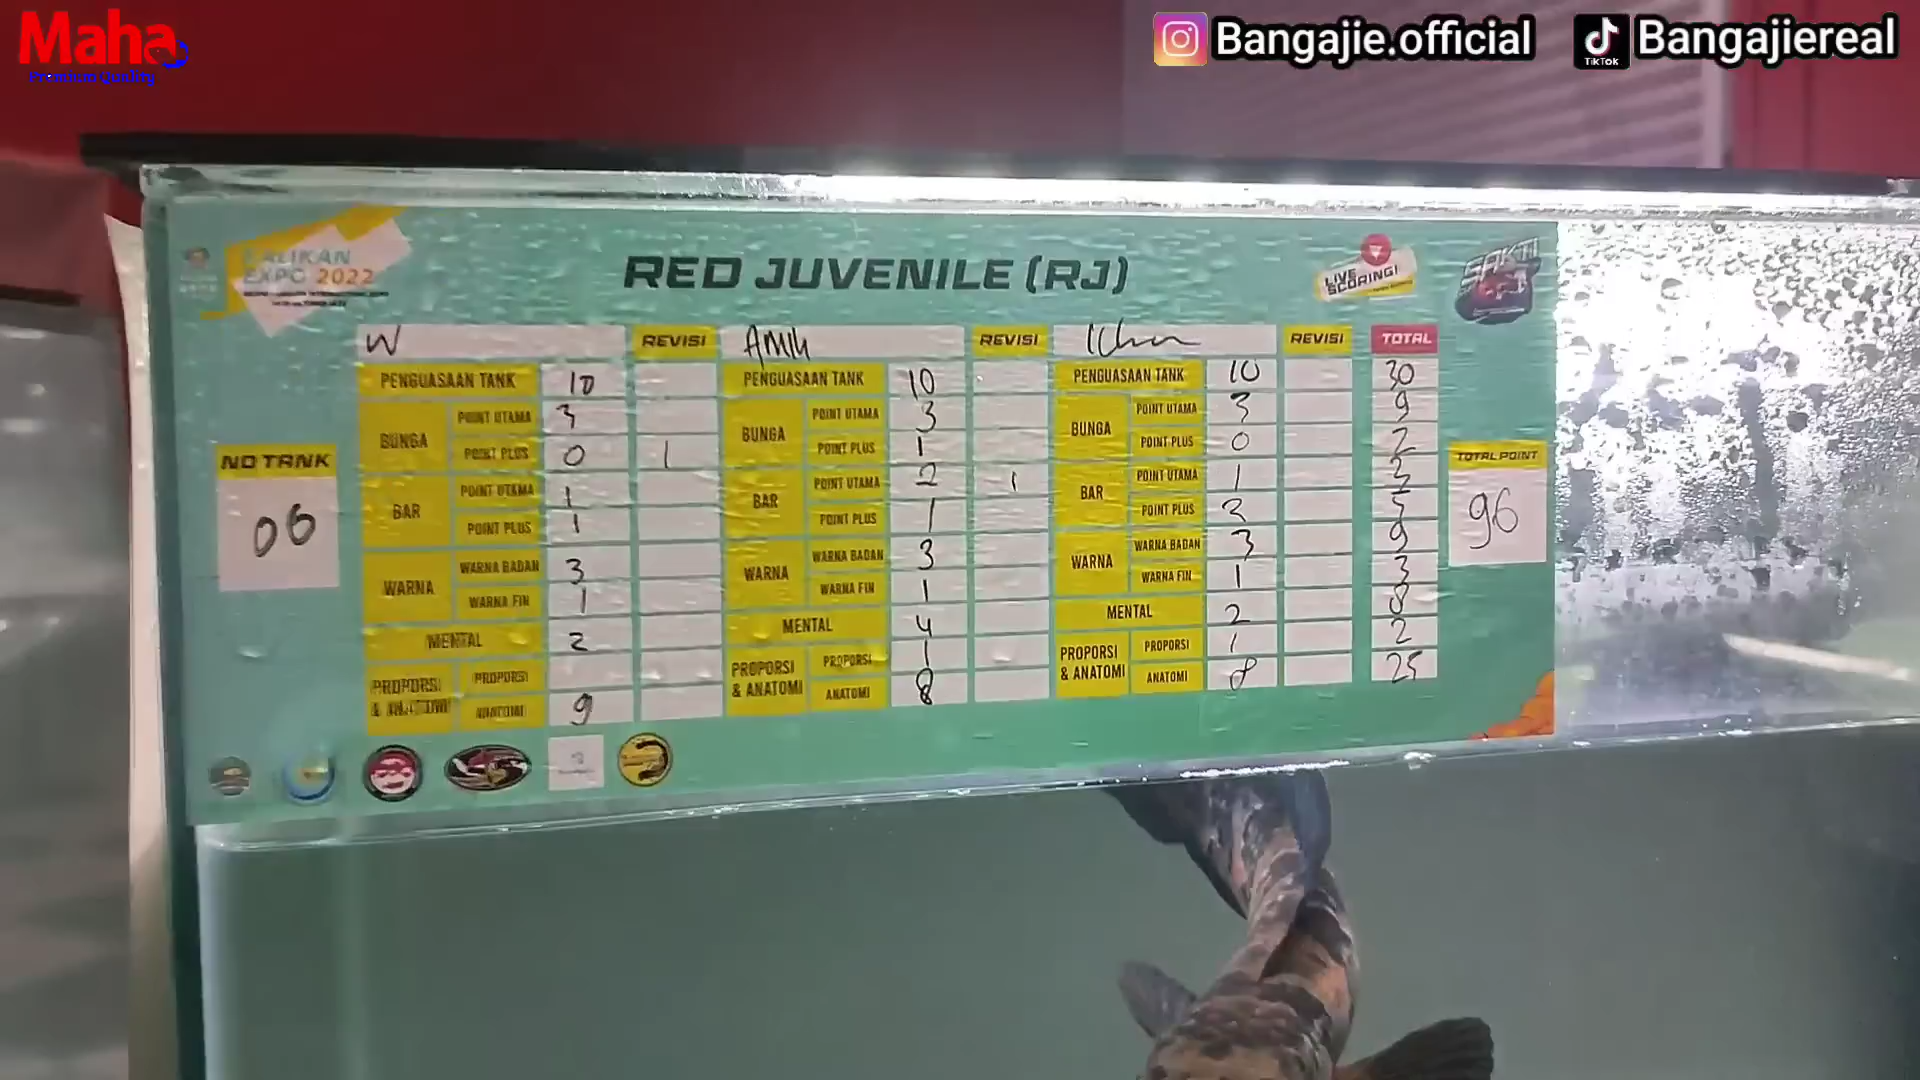 Maha
Premium Quality
Bangajie.official
TikTok
Bangajiereal
KALIKAN
EXPO 2022
RED JUVENILE (RJ)
LIVE
SCORING!
SAKTI
W REVISI AMIH REVISI REVISI TOTAL
PENGUASAAN TANK 10 PENGUASAAN TANK 10 PENGUASAAN TANK 10 30
BUNGA POINT UTAMA 3 BUNGA POINT UTAMA 3 BUNGA POINT UTAMA 3 9
POINT PLUS 0 1 POINT PLUS 1 POINT PLUS 0 2
BAR POINT UTAMA 1 BAR POINT UTAMA 2 1 BAR POINT UTAMA 1
POINT PLUS 1 POINT PLUS 1 POINT PLUS
WARNA WARNA BADAN 3 WARNA WARNA BADAN 3 WARNA WARNA BADAN 3 9
WARNA FIN 1 WARNA FIN 1 WARNA FIN 1 3
MENTAL 2 MENTAL 4 MENTAL 2 8
PROPORSI & ANATOMI PROPORSI PROPORSI & ANATOMI PROPORSI 1 PROPORSI & ANATOMI PROPORSI 1 2
ANATOMI 9 ANATOMI 8 ANATOMI 8 25
NO TANK
06
TOTAL POINT
96